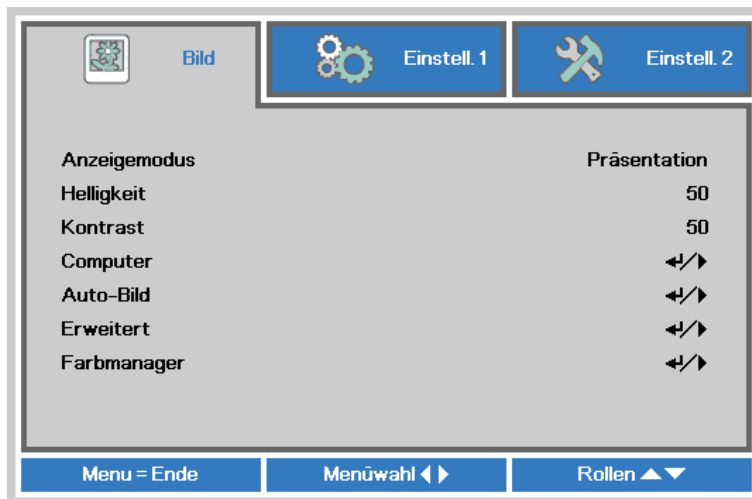 Bild Einstell. 1 Einstell. 2
Anzeigemodus Präsentation
Helligkeit 50
Kontrast 50
Computer
Auto-Bild
Erweitert
Farbmanager
Menu = Ende Menūwahl Rollen